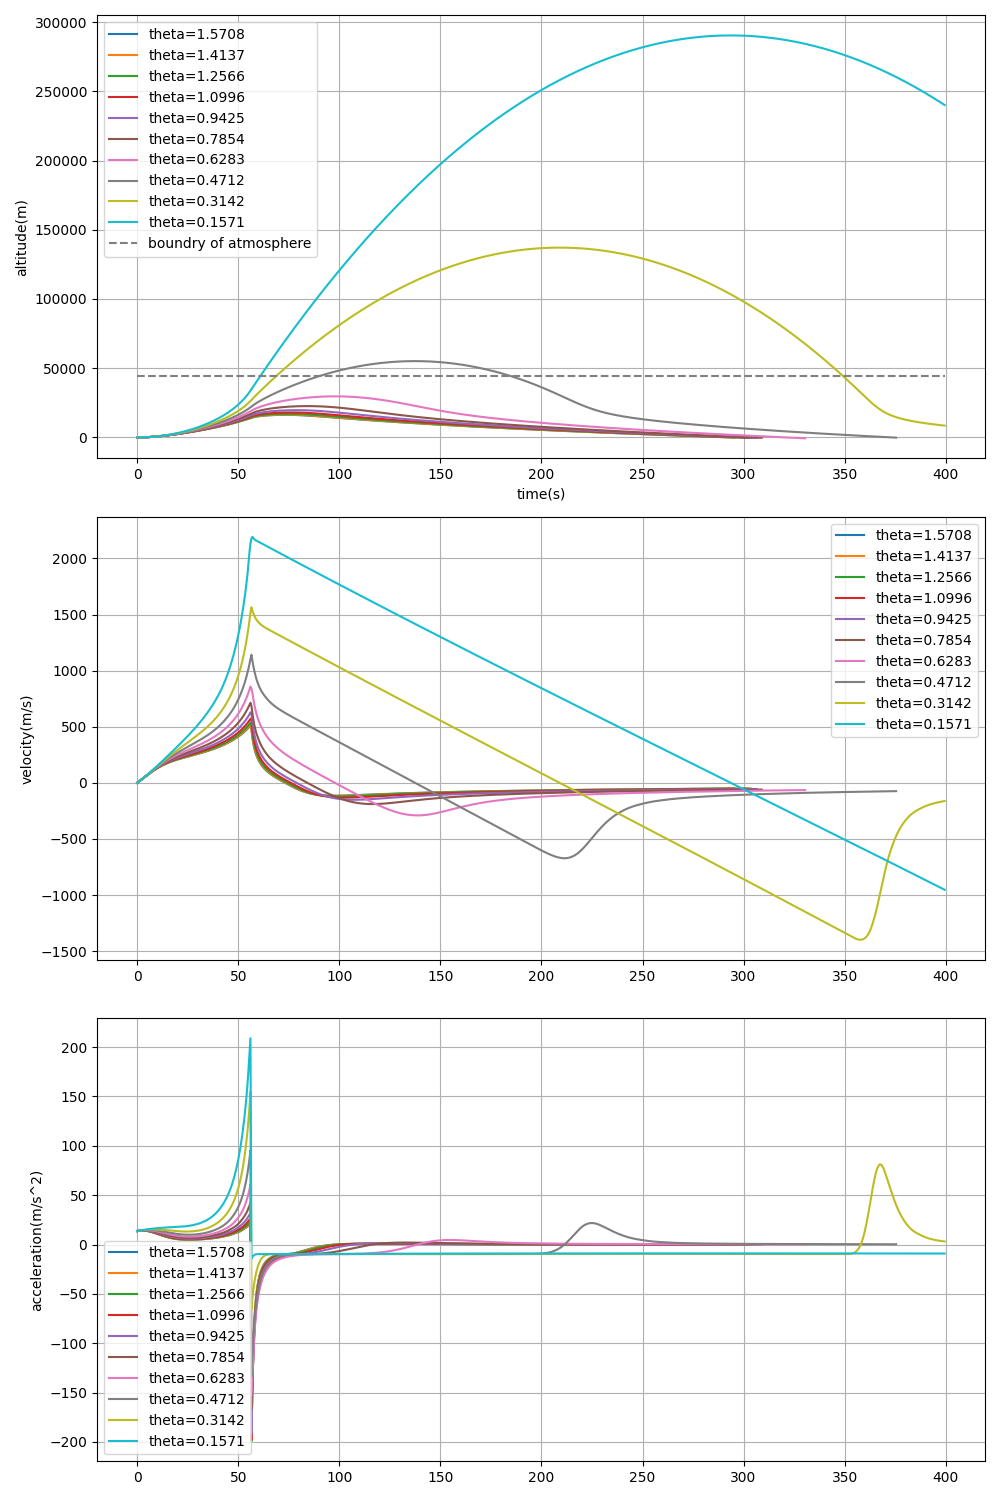 300000
250000
200000
150000
100000
50000
0
altitude(m)
theta=1.5708
theta=1.4137
theta=1.2566
theta=1.0996
theta=0.9425
theta=0.7854
theta=0.6283
theta=0.4712
theta=0.3142
theta=0.1571
boundry of atmosphere
0 50 100 150 200 250 300 350 400
time(s)
2000
1500
1000
500
0
−500
−1000
−1500
velocity(m/s)
theta=1.5708
theta=1.4137
theta=1.2566
theta=1.0996
theta=0.9425
theta=0.7854
theta=0.6283
theta=0.4712
theta=0.3142
theta=0.1571
0 50 100 150 200 250 300 350 400
200
150
100
50
0
−50
−100
−150
−200
acceleration(m/s^2)
theta=1.5708
theta=1.4137
theta=1.2566
theta=1.0996
theta=0.9425
theta=0.7854
theta=0.6283
theta=0.4712
theta=0.3142
theta=0.1571
0 50 100 150 200 250 300 350 400